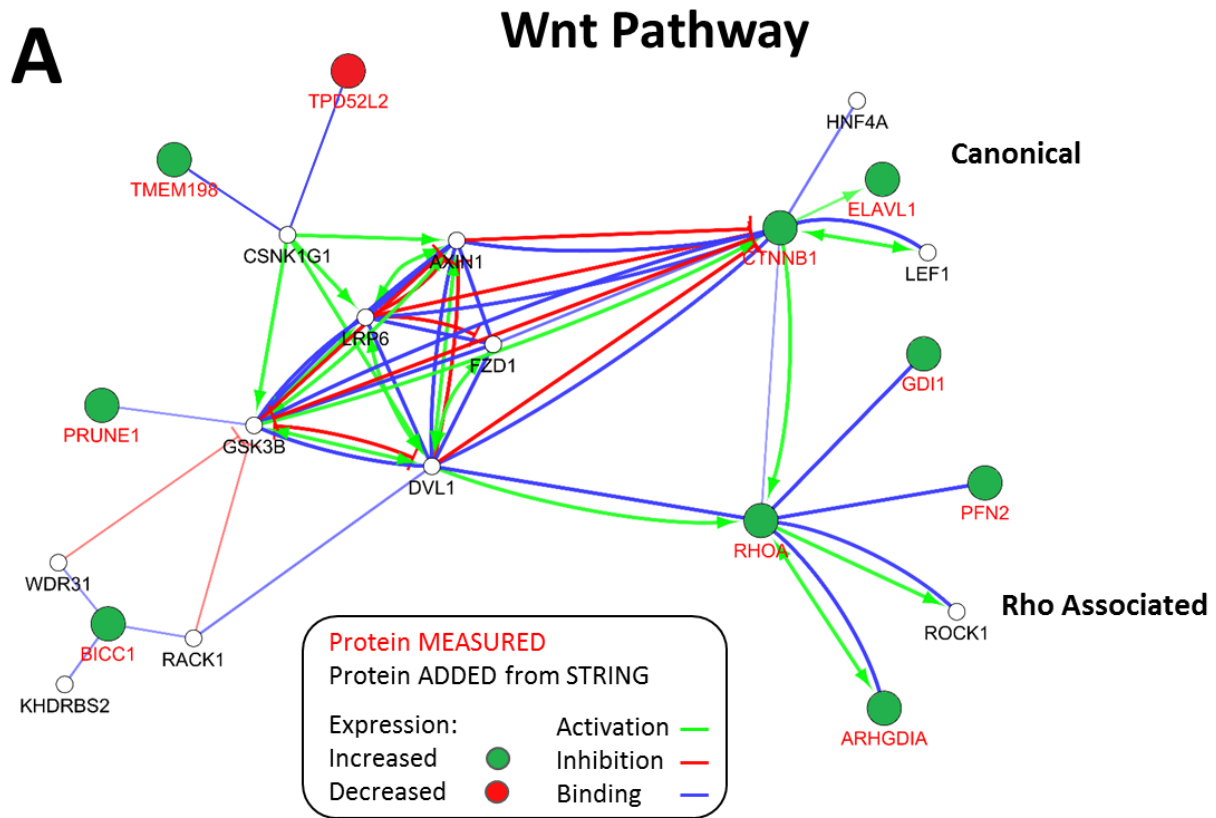 A
Wnt Pathway
TPD52L2
HNF4A
Canonical
TMEM198
ELAVL1
CSNK1G1
AXIN1
CTNNB1
LEF1
LRP6
FZD1
GDI1
PRUNE1
GSK3B
DVL1
PFN2
RHOA
WDR31
Rho Associated
ROCK1
BICC1
RACK1
KHDRBS2
ARHGDIA
Protein MEASURED
Protein ADDED from STRING
Expression:
Increased
Decreased
Activation
Inhibition
Binding